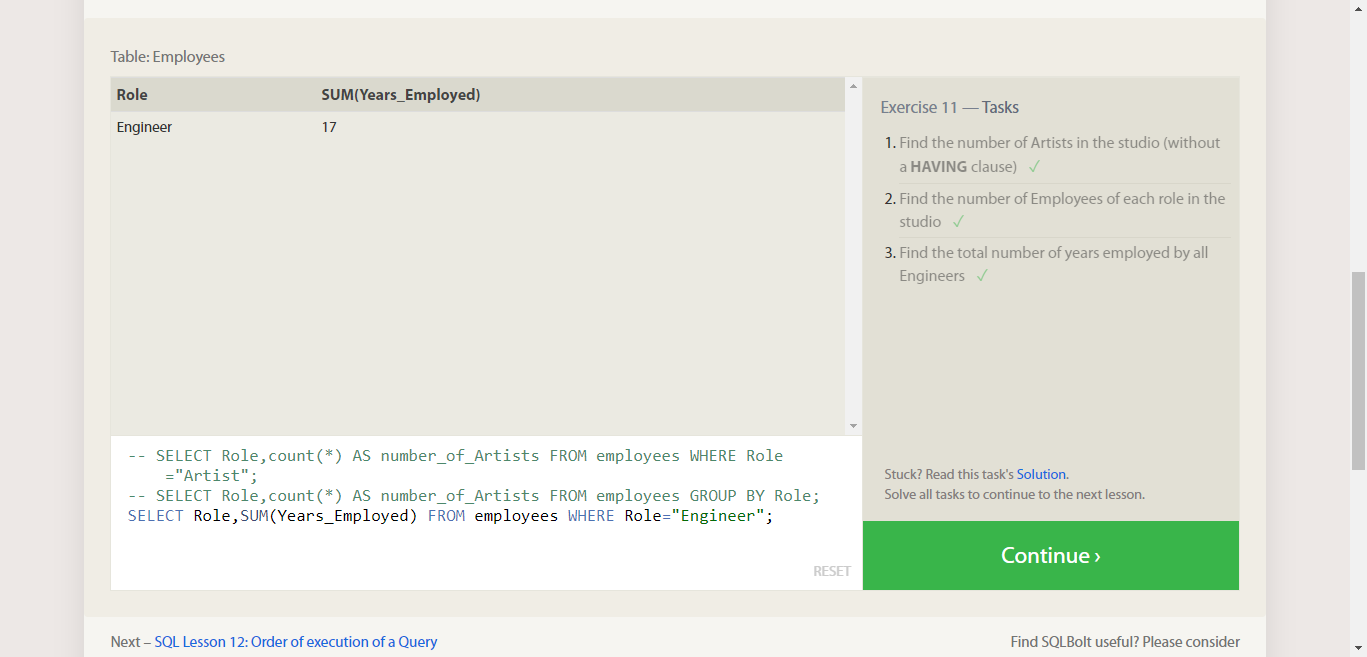 Table: Employees
Role SUM(Years_Employed)
Engineer 17
Exercise 11 — Tasks
1. Find the number of Artists in the studio (without
a HAVING clause) ✓
2. Find the number of Employees of each role in the
studio ✓
3. Find the total number of years employed by all
Engineers ✓
-- SELECT Role,count(*) AS number_of_Artists FROM employees WHERE Role
="Artist";
-- SELECT Role,count(*) AS number_of_Artists FROM employees GROUP BY Role;
SELECT Role,SUM(Years_Employed) FROM employees WHERE Role="Engineer";
RESET
Stuck? Read this task's Solution.
Solve all tasks to continue to the next lesson.
Continue ›
Next – SQL Lesson 12: Order of execution of a Query
Find SQLBolt useful? Please consider